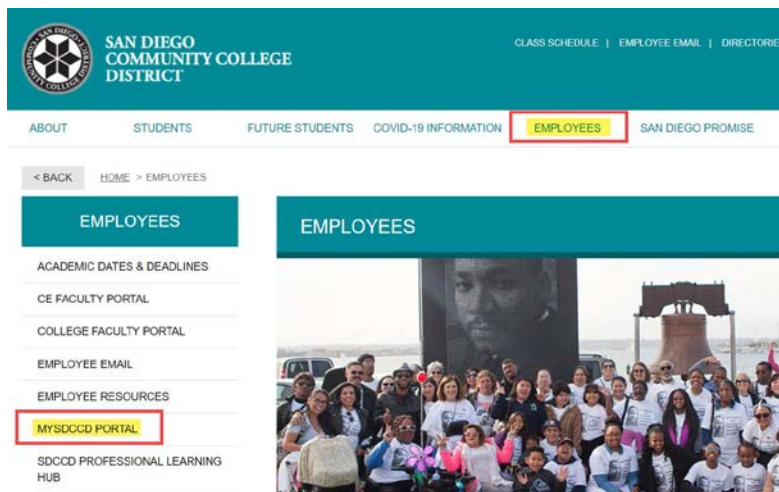 SAN DIEGO
COMMUNITY COLLEGE
DISTRICT
CLASS SCHEDULE | EMPLOYEE EMAIL | DIRECTORIE
ABOUT STUDENTS FUTURE STUDENTS COVID-19 INFORMATION EMPLOYEES SAN DIEGO PROMISE
< BACK HOME > EMPLOYEES
EMPLOYEES
EMPLOYEES
ACADEMIC DATES & DEADLINES
CE FACULTY PORTAL
COLLEGE FACULTY PORTAL
EMPLOYEE EMAIL
EMPLOYEE RESOURCES
MYSDCCD PORTAL
SDCCD PROFESSIONAL LEARNING
HUB